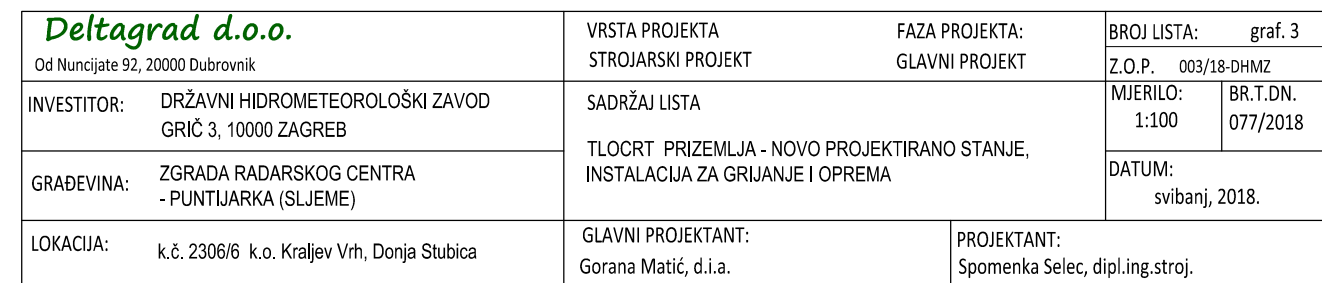 Deltagrad d.o.o.
Od Nuncijate 92, 20000 Dubrovnik
VRSTA PROJEKTA
STROJARSKI PROJEKT
FAZA PROJEKTA:
GLAVNI PROJEKT
BROJ LISTA: graf. 3
Z.O.P. 003/18-DHMZ
INVESTITOR: DRŽAVNI HIDROMETEOROLOŠKI ZAVOD
GRIČ 3, 10000 ZAGREB
SADRŽAJ LISTA
TLOCRT PRIZEMLJA - NOVO PROJEKTIRANO STANJE,
INSTALACIJA ZA GRIJANJE I OPREMA
MJERILO:
1:100
BR.T.DN.
077/2018
GRAĐEVINA: ZGRADA RADARSKOG CENTRA
- PUNTIJARKA (SLJEME)
DATUM:
svibanj, 2018.
LOKACIJA: k.č. 2306/6 k.o. Kraljev Vrh, Donja Stubica
GLAVNI PROJEKTANT:
Gorana Matić, d.i.a.
PROJEKTANT:
Spomenka Selec, dipl.ing.stroj.